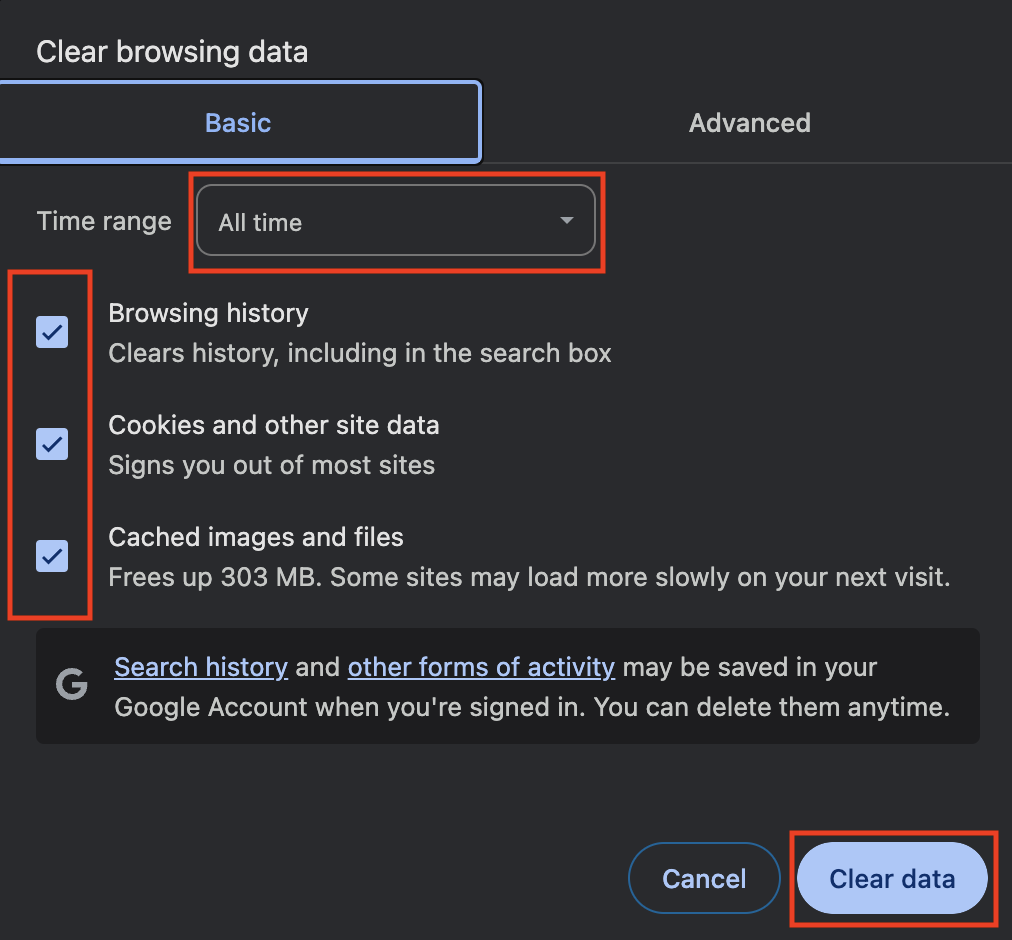 Clear browsing data
Basic
Advanced
Time range
All time
Browsing history
Clears history, including in the search box
Cookies and other site data
Signs you out of most sites
Cached images and files
Frees up 303 MB. Some sites may load more slowly on your next visit.
G
Search history and other forms of activity may be saved in your
Google Account when you're signed in. You can delete them anytime.
Cancel
Clear data